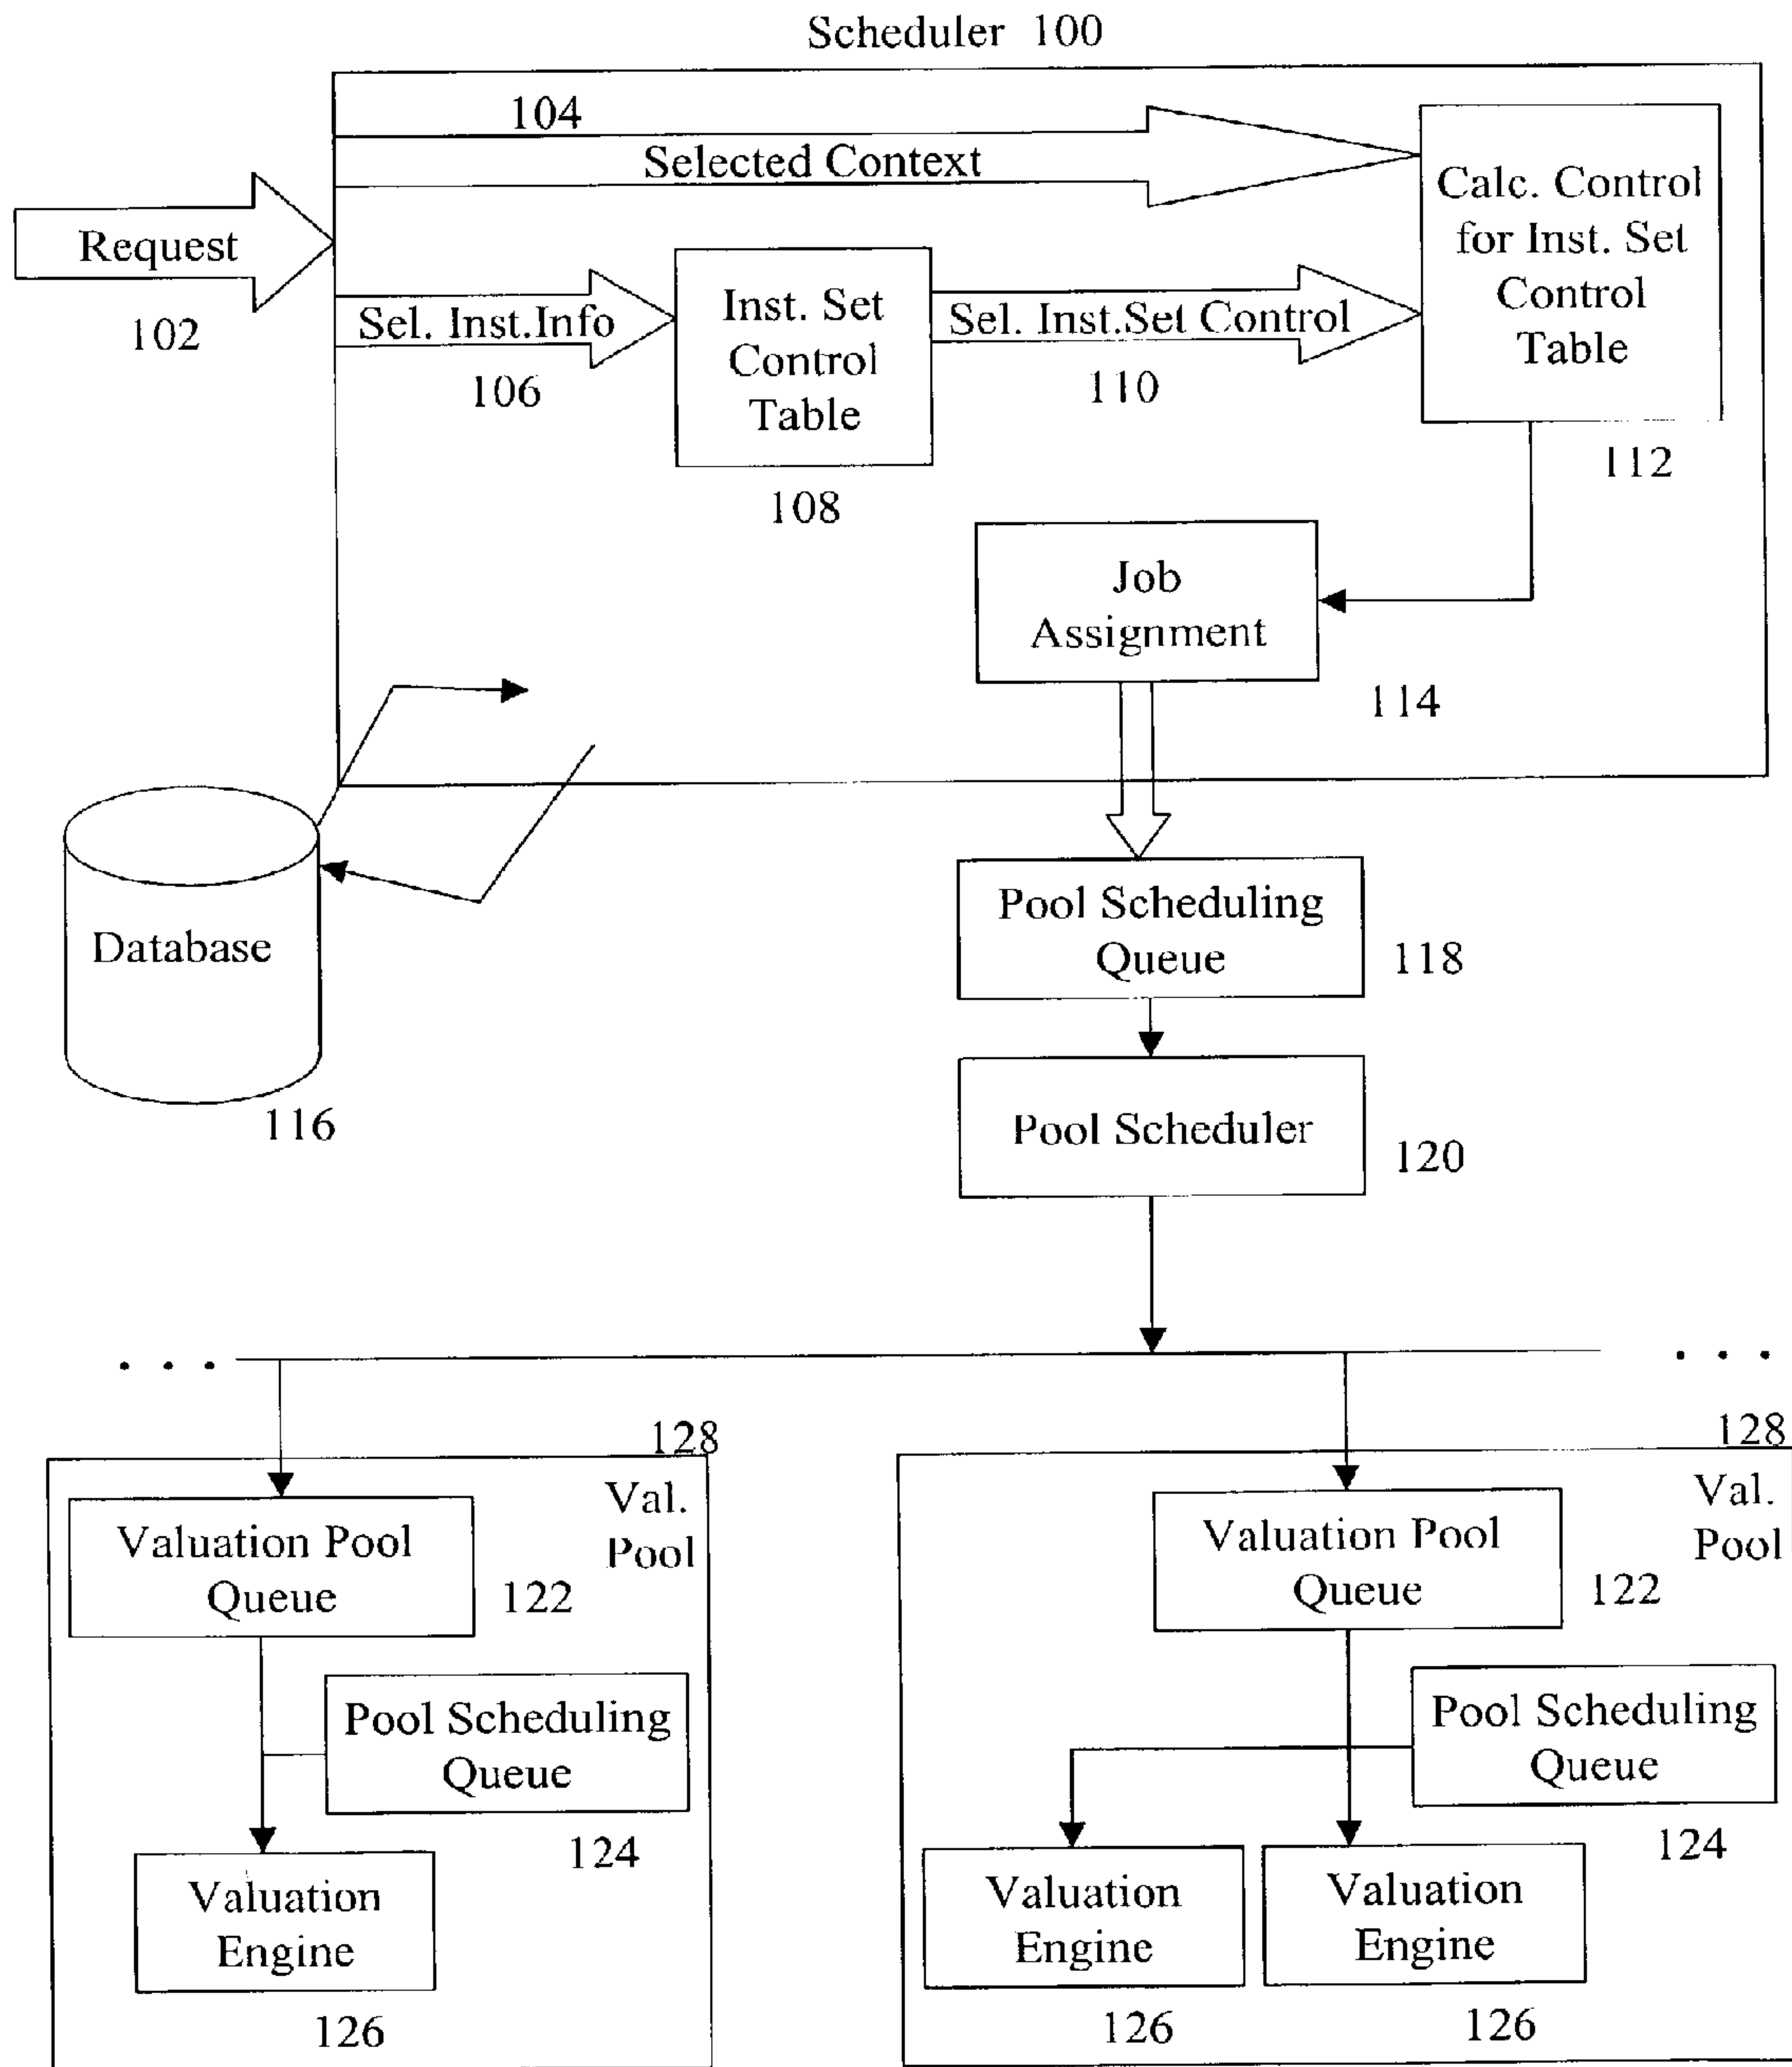 Scheduler 100
104
Selected Context
Request
102
Sel. Inst.Info
106
Inst. Set
Control
Table
108
Sel. Inst.Set Control
110
Calc. Control
for Inst. Set
Control
Table
112
Job
Assignment
114
Database
116
Pool Scheduling
Queue
118
Pool Scheduler
120
. . .
. . .
128
Val.
Pool
Valuation Pool
Queue
122
Pool Scheduling
Queue
124
Valuation
Engine
126
128
Val.
Pool
Valuation Pool
Queue
122
Pool Scheduling
Queue
124
Valuation
Engine
126
Valuation
Engine
126